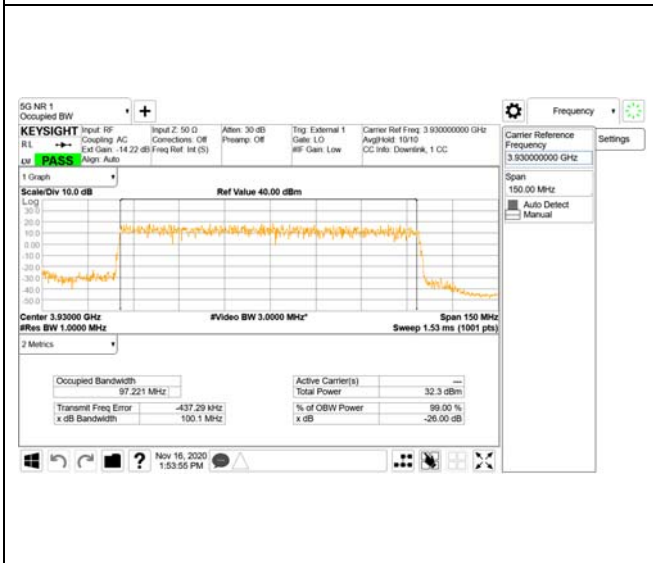 5G NR 1
Occupied BW
Frequency
KEYSIGHT
Input: RF
Coupling: AC
Ext Gain: -14.22 dB
Align: Auto
Input Z: 50 Ω
Corrections: Off
Freq Ref: Int (S)
Atten: 30 dB
Preamp: Off
Trig: External 1
Gate: LO
#IF Gain: Low
Carrier Ref Freq: 3.930000000 GHz
Avg|Hold: 10/10
CC Info: Downlink, 1 CC
R L
PASS
Carrier Reference
Frequency
3.930000000 GHz
Settings
Span
150.00 MHz
Auto Detect
Manual
1 Graph
Scale/Div 10.0 dB
Ref Value 40.00 dBm
Log
30.0
20.0
10.0
0.00
-10.0
-20.0
-30.0
-40.0
-50.0
Center 3.93000 GHz
#Video BW 3.0000 MHz*
Span 150 MHz
#Res BW 1.0000 MHz
Sweep 1.53 ms (1001 pts)
2 Metrics
Occupied Bandwidth
97.221 MHz
Active Carrier(s)
---
Total Power
32.3 dBm
Transmit Freq Error
-437.29 kHz
% of OBW Power
99.00 %
x dB Bandwidth
100.1 MHz
x dB
-26.00 dB
?
Nov 16, 2020
1:53:55 PM